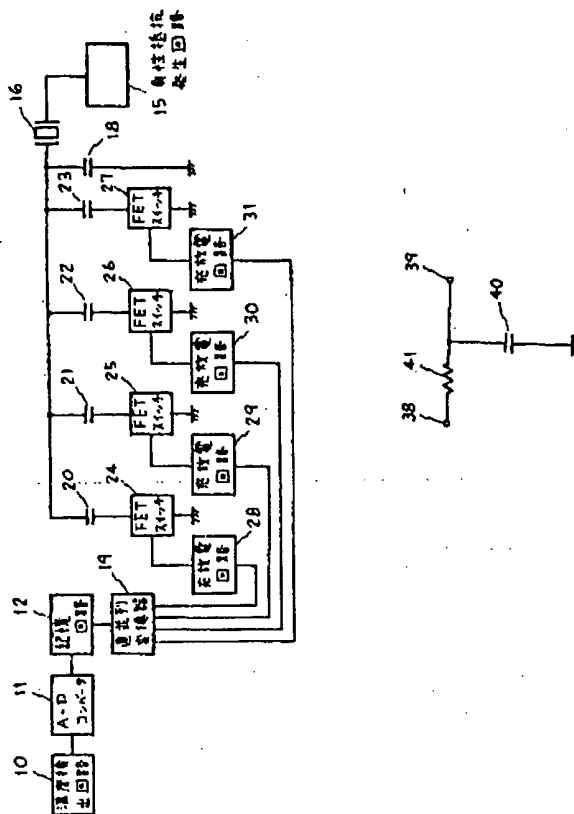 10
温度検
出回路
11
A-D
コンバータ
12
記憶
回路
19
直並列
変換器
20
24
FET
スイッチ
28
充放電
回路
21
25
FET
スイッチ
29
充放電
回路
22
26
FET
スイッチ
30
充放電
回路
23
27
FET
スイッチ
31
充放電
回路
18
16
15 負性抵抗
発生回路
38
41
39
40